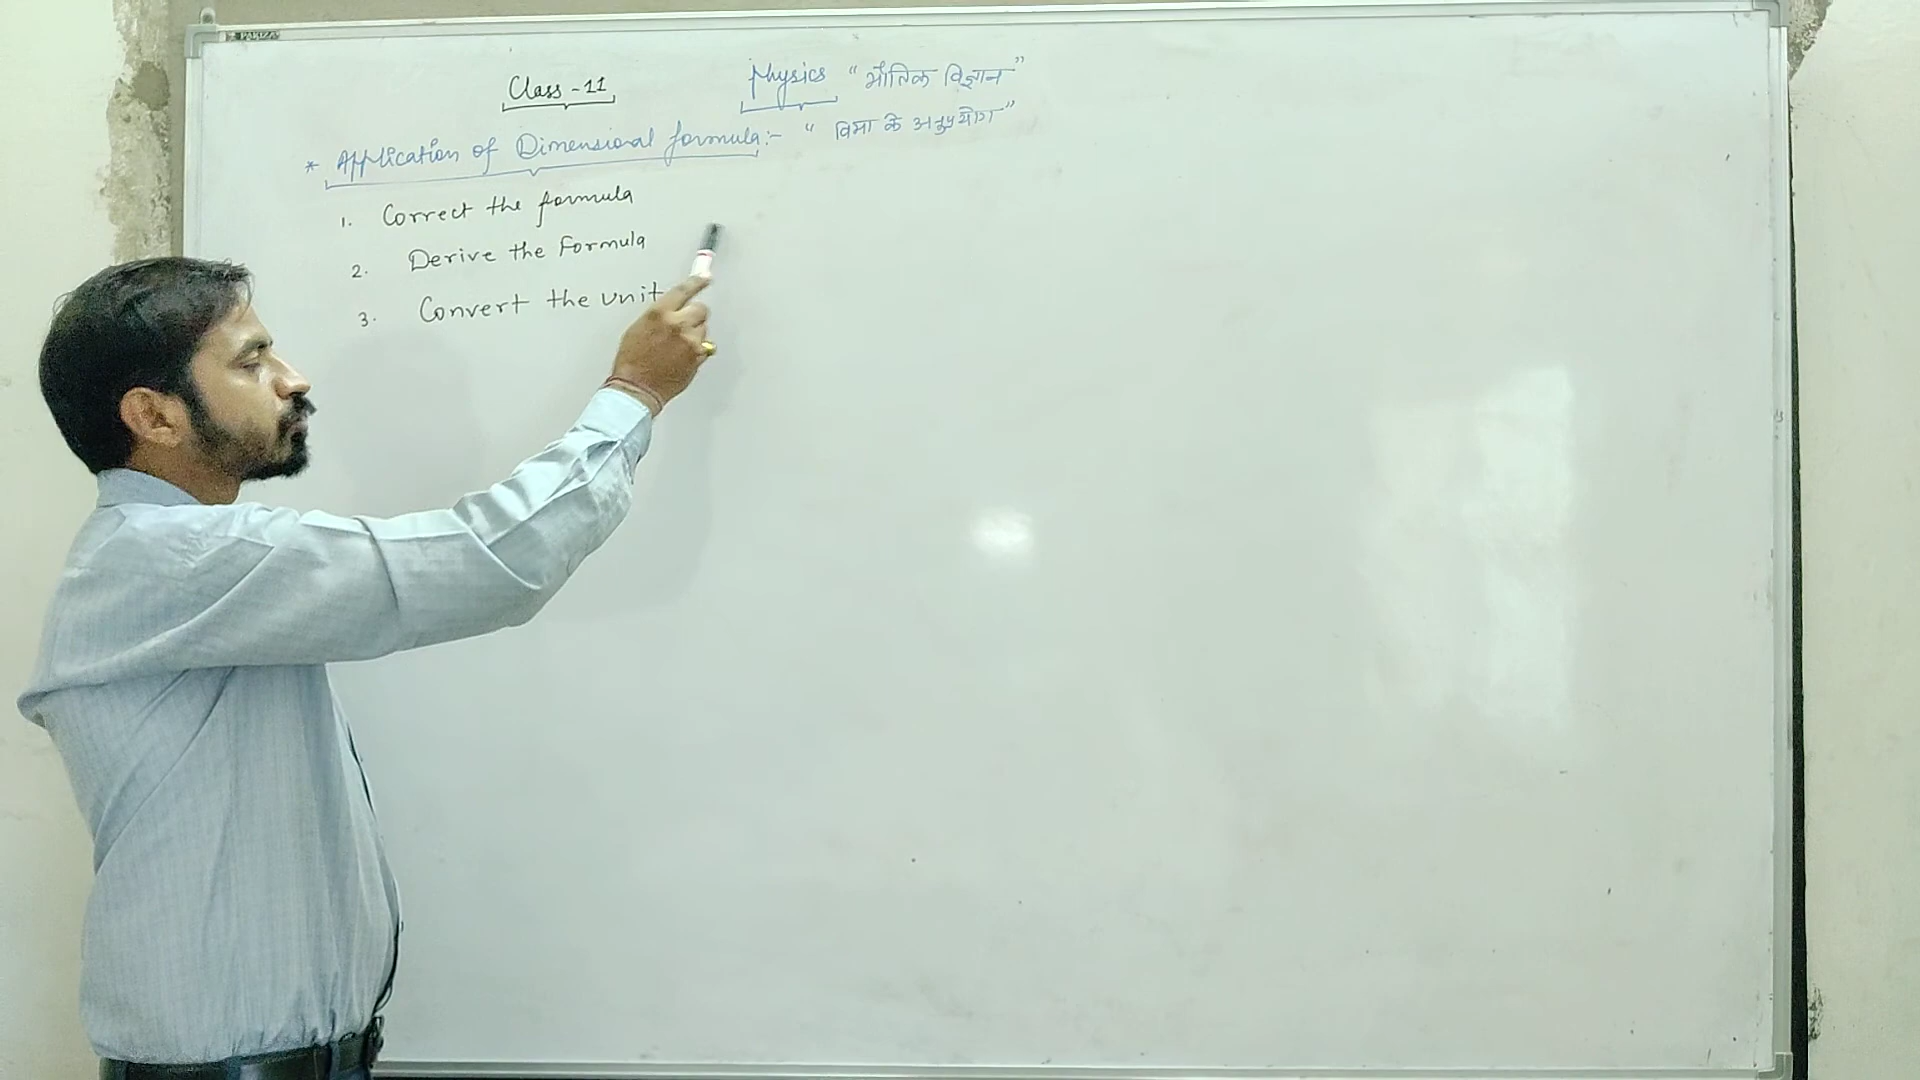 PARIZA
Class - 11 Physics “भौतिक विज्ञान”
* Application of Dimensional formula:- “ विमा के अनुप्रयोग”
1. Correct the formula
2. Derive the Formula
3. Convert the unit